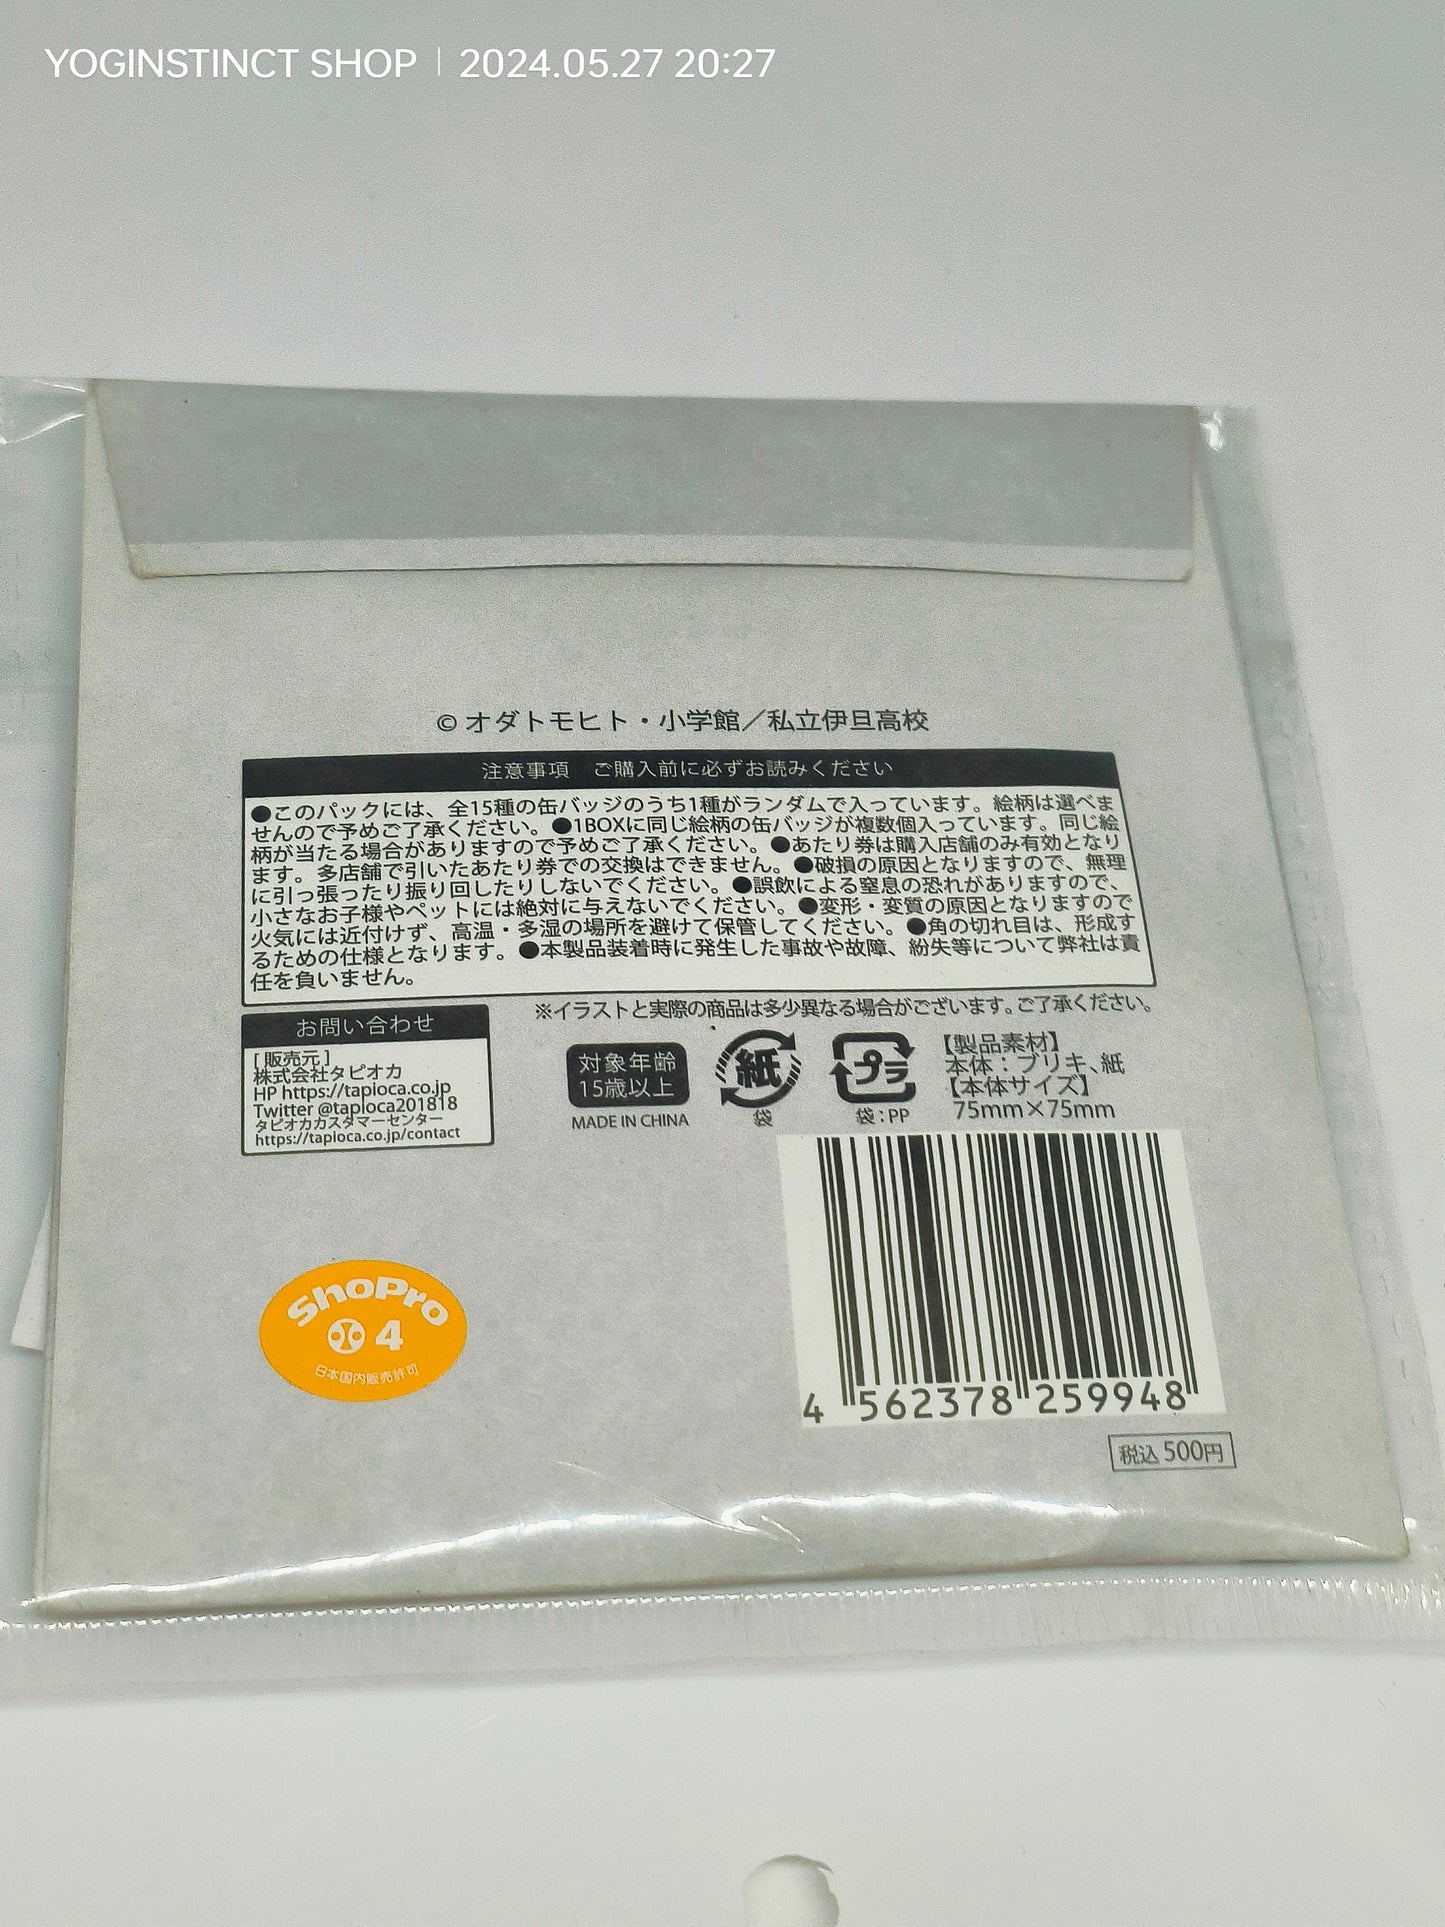 YOGINSTINCT SHOP | 2024.05.27 20:27
© オダトモヒト・小学館／私立伊旦高校
注意事項　ご購入前に必ずお読みください
●このパックには、全15種の缶バッジのうち1種がランダムで入っています。絵柄は選べま
せんので予めご了承ください。●1BOXに同じ絵柄の缶バッジが複数個入っています。同じ絵
柄が当たる場合がありますので予めご了承ください。●あたり券は購入店舗のみ有効となり
ます。多店舗で引いたあたり券での交換はできません。●破損の原因となりますので、無理
に引っ張ったり振り回したりしないでください。●誤飲による窒息の恐れがありますので、
小さなお子様やペットには絶対に与えないでください。●変形・変質の原因となりますので
火気には近付けず、高温・多湿の場所を避けて保管してください。●角の切れ目は、形成す
るための仕様となります。●本製品装着時に発生した事故や故障、紛失等について弊社は責
任を負いません。
※イラストと実際の商品は多少異なる場合がございます。ご了承ください。
お問い合わせ
[ 販売元 ]
株式会社タピオカ
HP https://tapioca.co.jp
Twitter @tapioca201818
タピオカカスタマーセンター
https://tapioca.co.jp/contact
対象年齢
15歳以上
MADE IN CHINA
紙
袋
プラ
袋：PP
【製品素材】
本体：ブリキ、紙
【本体サイズ】
75mm×75mm
ShoPro
4
日本国内販売許可
4 562378 259948
税込 500円